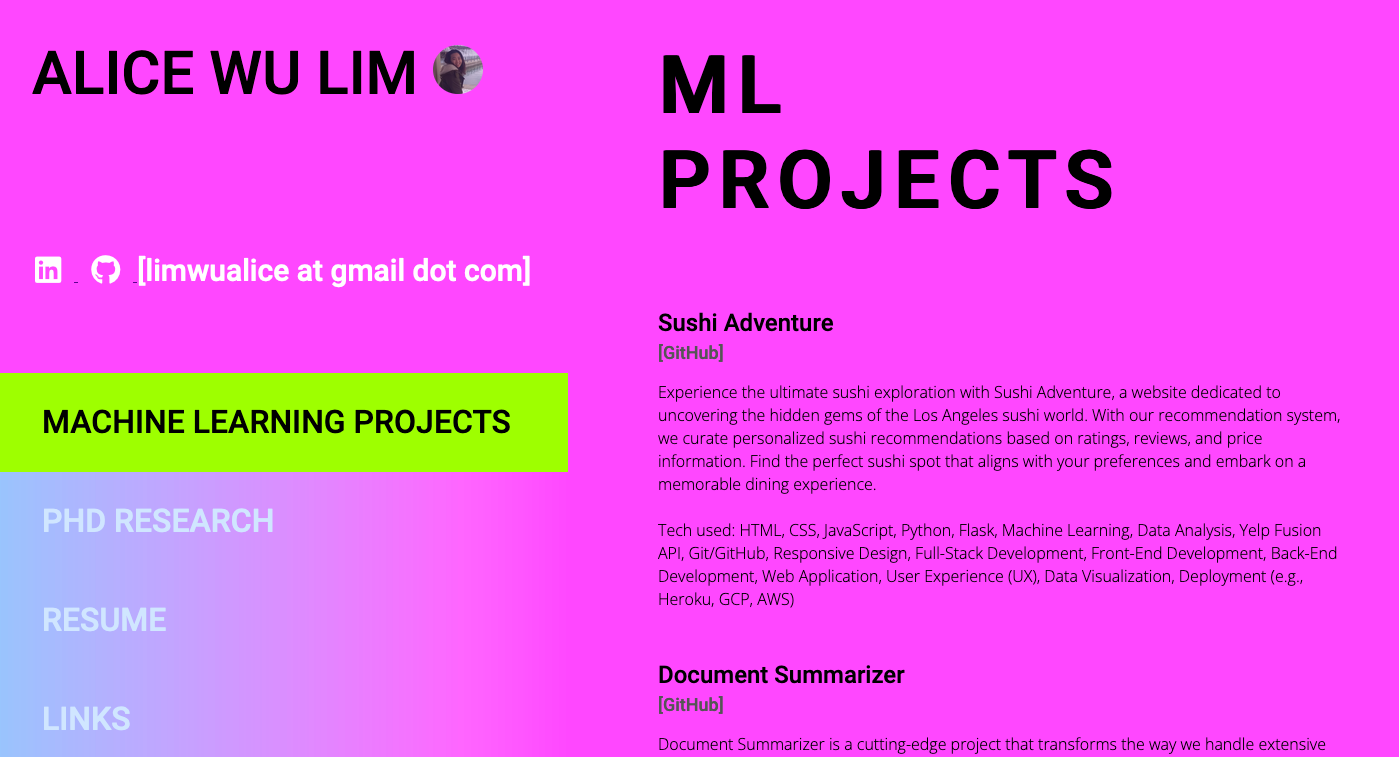 ALICE WU LIM
[limwualice at gmail dot com]
MACHINE LEARNING PROJECTS
PHD RESEARCH
RESUME
LINKS
ML
PROJECTS
Sushi Adventure
[GitHub]
Experience the ultimate sushi exploration with Sushi Adventure, a website dedicated to
uncovering the hidden gems of the Los Angeles sushi world. With our recommendation system,
we curate personalized sushi recommendations based on ratings, reviews, and price
information. Find the perfect sushi spot that aligns with your preferences and embark on a
memorable dining experience.
Tech used: HTML, CSS, JavaScript, Python, Flask, Machine Learning, Data Analysis, Yelp Fusion
API, Git/GitHub, Responsive Design, Full-Stack Development, Front-End Development, Back-End
Development, Web Application, User Experience (UX), Data Visualization, Deployment (e.g.,
Heroku, GCP, AWS)
Document Summarizer
[GitHub]
Document Summarizer is a cutting-edge project that transforms the way we handle extensive